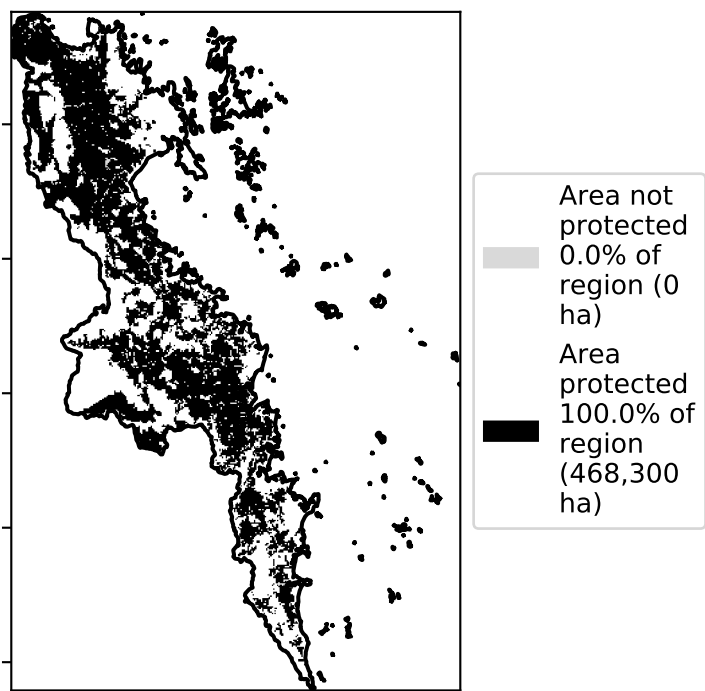 Area not
protected
0.0% of
region (0
ha)
Area
protected
100.0% of
region
(468,300
ha)